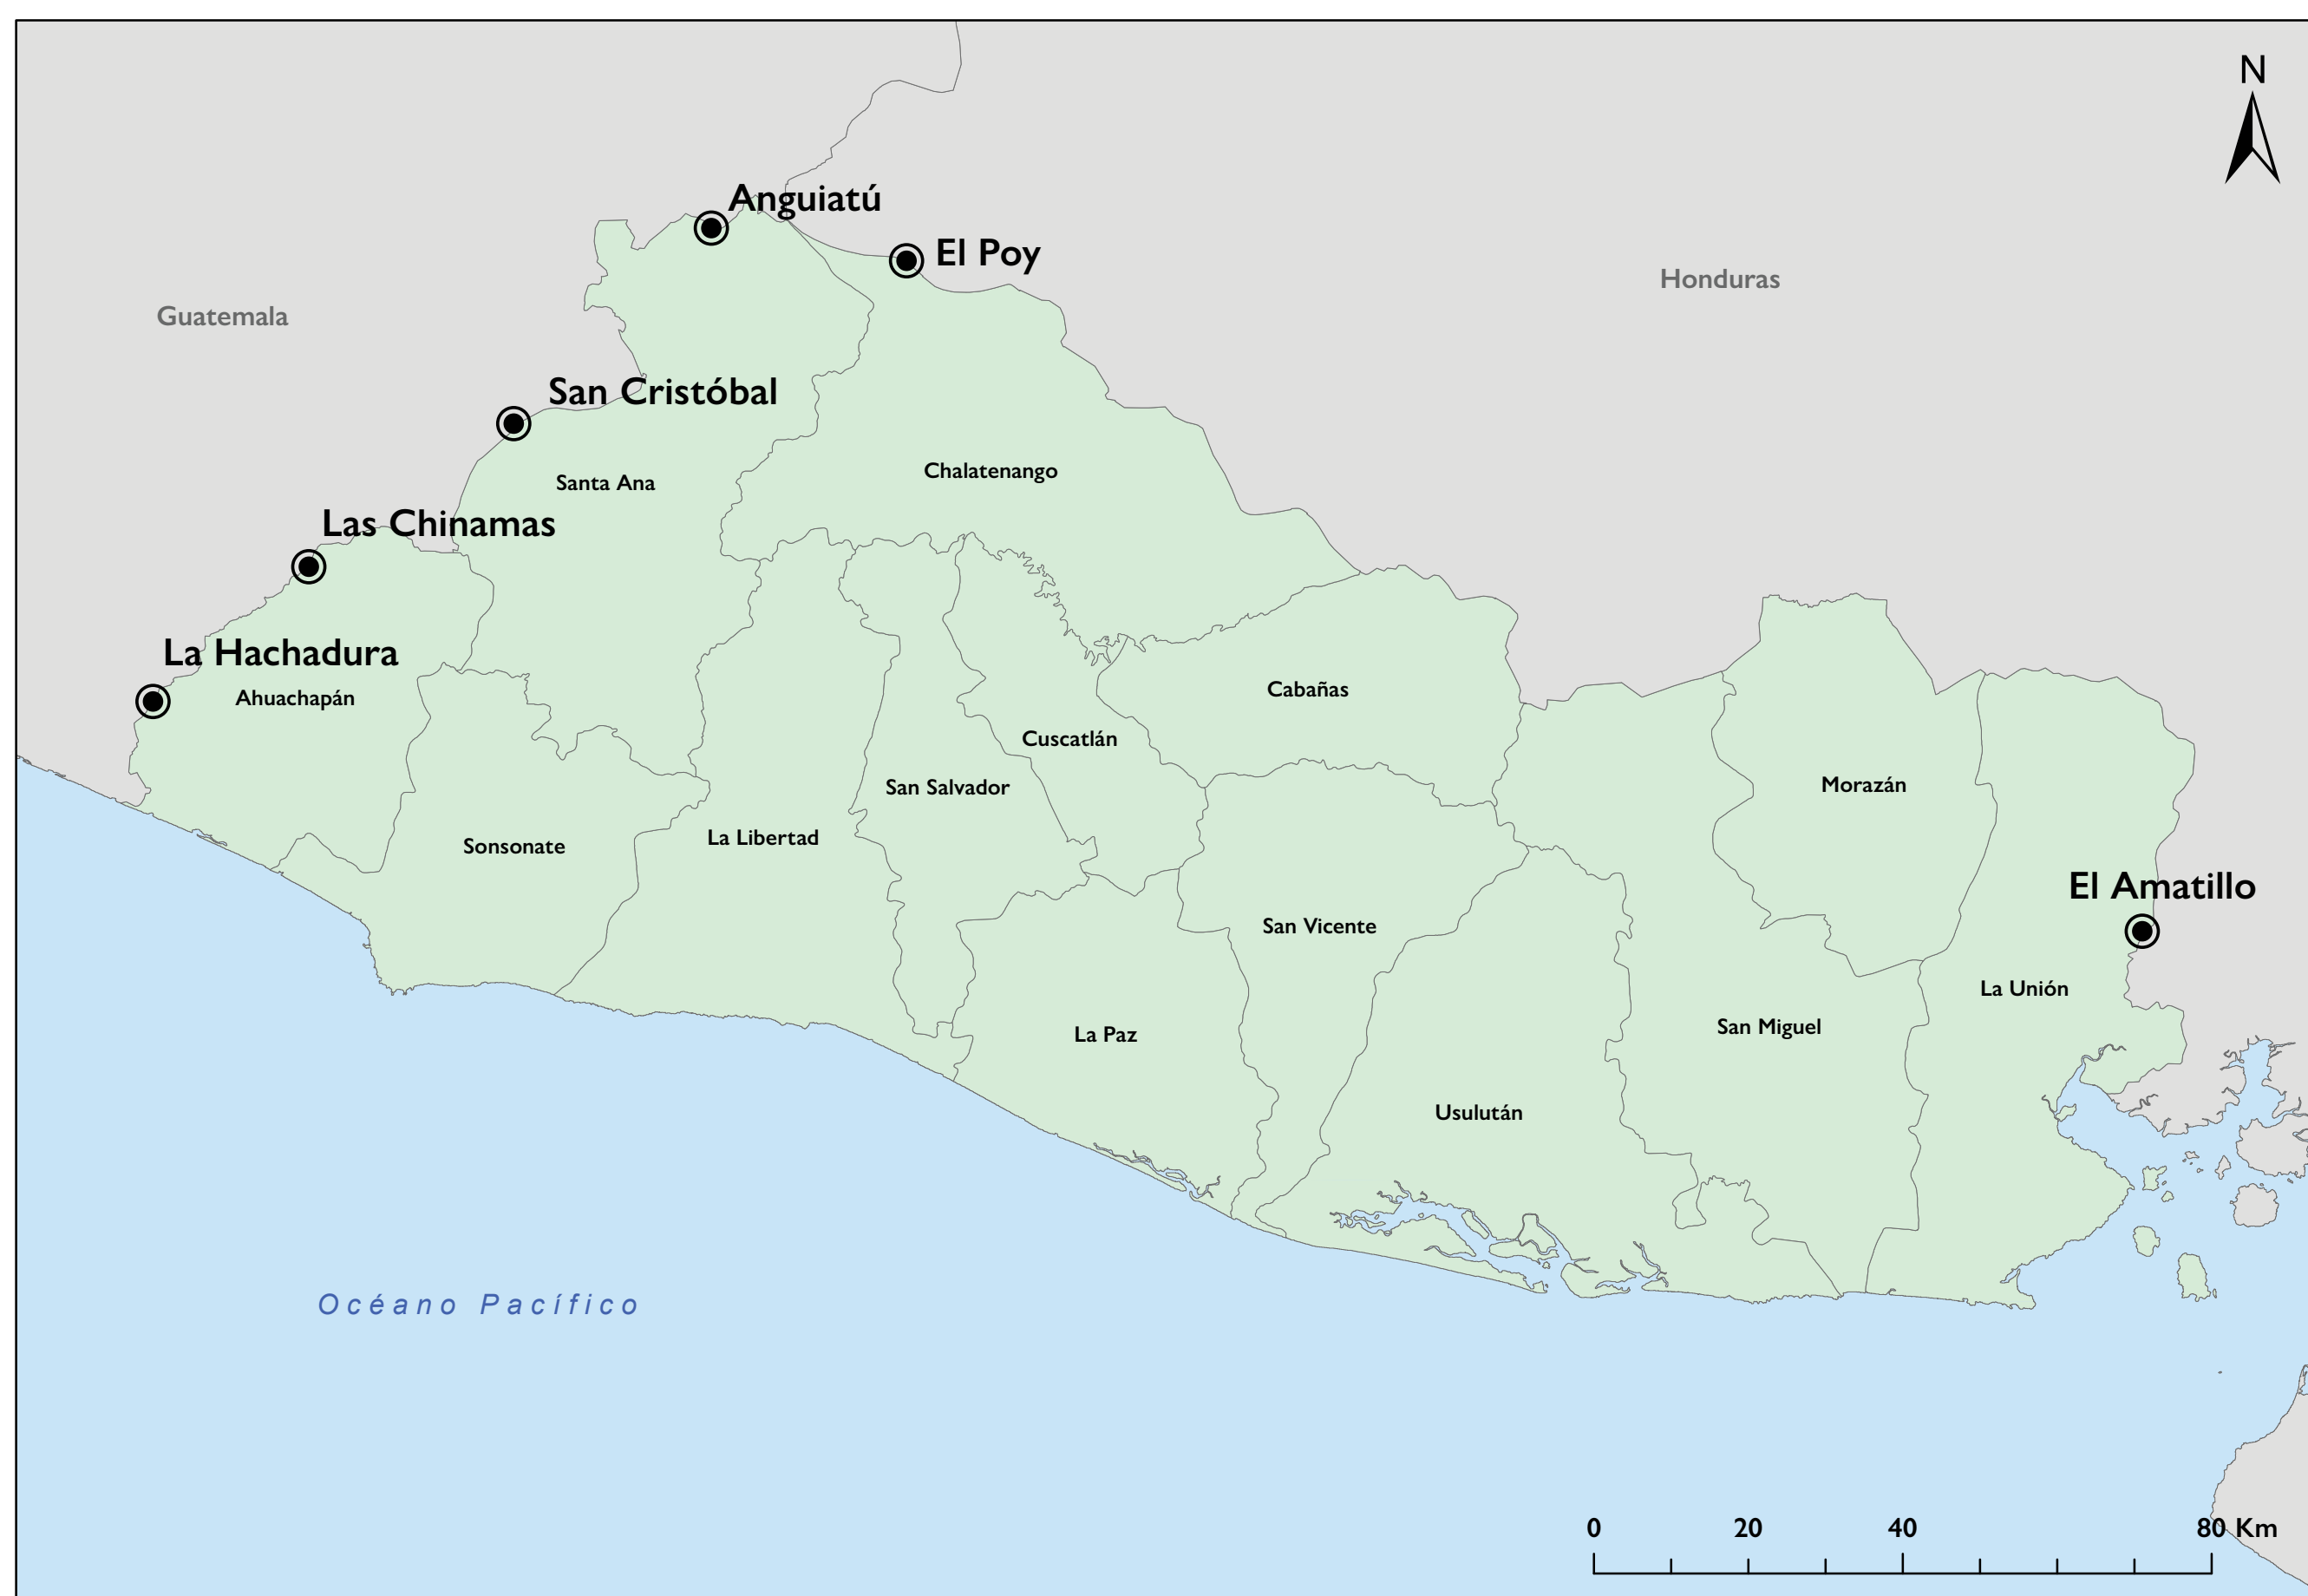 N
Anguiatú
El Poy
Honduras
Guatemala
San Cristóbal
Chalatenango
Santa Ana
Las Chinamas
La Hachadura
Ahuachapán
Cabañas
Cuscatlán
San Salvador
Morazán
La Libertad
Sonsonate
El Amatillo
San Vicente
La Unión
San Miguel
La Paz
Usulután
Océano Pacífico
0 20 40 80 Km